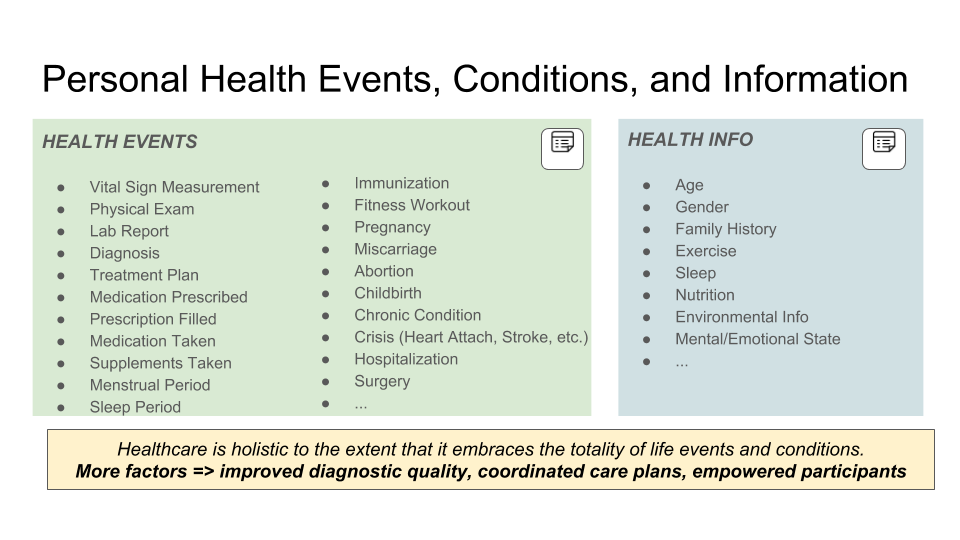 Personal Health Events, Conditions, and Information
HEALTH EVENTS
● Vital Sign Measurement
● Physical Exam
● Lab Report
● Diagnosis
● Treatment Plan
● Medication Prescribed
● Prescription Filled
● Medication Taken
● Supplements Taken
● Menstrual Period
● Sleep Period
● Immunization
● Fitness Workout
● Pregnancy
● Miscarriage
● Abortion
● Childbirth
● Chronic Condition
● Crisis (Heart Attach, Stroke, etc.)
● Hospitalization
● Surgery
● ...
HEALTH INFO
● Age
● Gender
● Family History
● Exercise
● Sleep
● Nutrition
● Environmental Info
● Mental/Emotional State
● ...
Healthcare is holistic to the extent that it embraces the totality of life events and conditions.
More factors => improved diagnostic quality, coordinated care plans, empowered participants